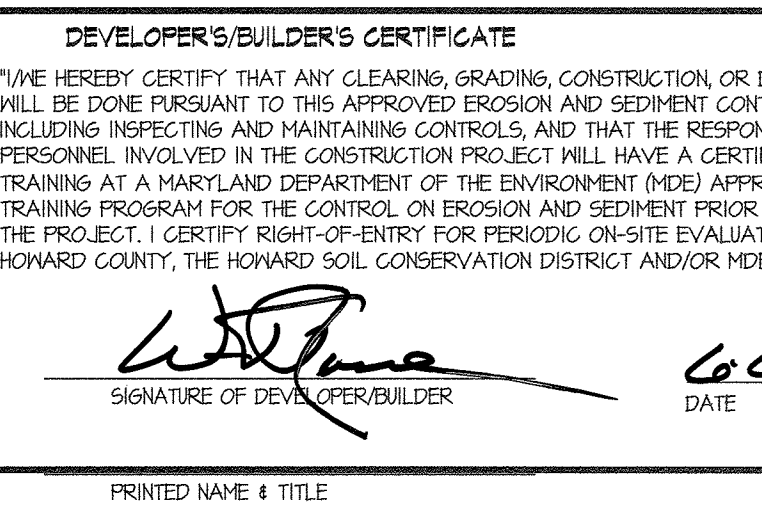 DEVELOPER'S/BUILDER'S CERTIFICATE
"I/WE HEREBY CERTIFY THAT ANY CLEARING, GRADING, CONSTRUCTION, OR
WILL BE DONE PURSUANT TO THIS APPROVED EROSION AND SEDIMENT CONT
INCLUDING INSPECTING AND MAINTAINING CONTROLS, AND THAT THE RESPON
PERSONNEL INVOLVED IN THE CONSTRUCTION PROJECT WILL HAVE A CERTIF
TRAINING AT A MARYLAND DEPARTMENT OF THE ENVIRONMENT (MDE) APPR
TRAINING PROGRAM FOR THE CONTROL ON EROSION AND SEDIMENT PRIOR
THE PROJECT. I CERTIFY RIGHT-OF-ENTRY FOR PERIODIC ON-SITE EVALUAT
HOWARD COUNTY, THE HOWARD SOIL CONSERVATION DISTRICT AND/OR MDE
SIGNATURE OF DEVELOPER/BUILDER
DATE
PRINTED NAME & TITLE